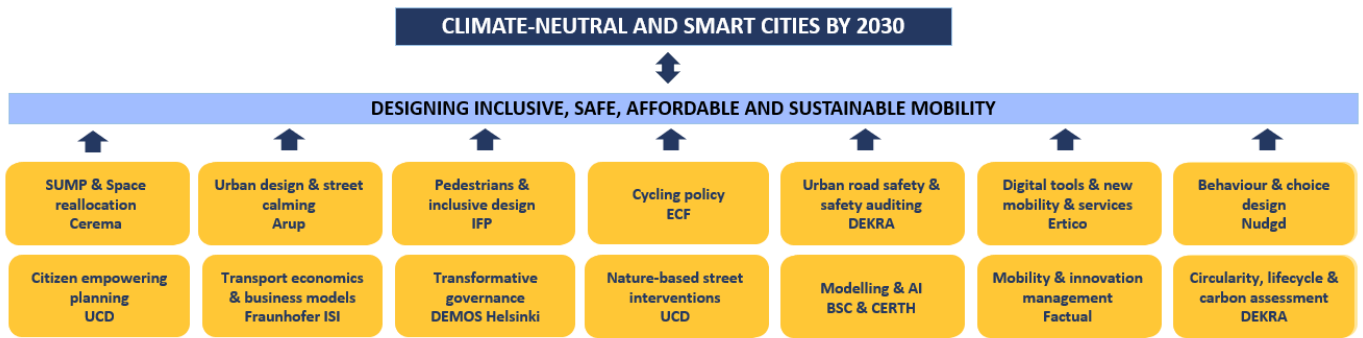 CLIMATE-NEUTRAL AND SMART CITIES BY 2030
DESIGNING INCLUSIVE, SAFE, AFFORDABLE AND SUSTAINABLE MOBILITY
SUMP & Space
reallocation
Cerema
Urban design & street
calming
Arup
Pedestrians &
inclusive design
IFP
Cycling policy
ECF
Urban road safety &
safety auditing
DEKRA
Digital tools & new
mobility & services
Ertico
Behaviour & choice
design
Nudgd
Citizen empowering
planning
UCD
Transport economics
& business models
Fraunhofer ISI
Transformative
governance
DEMOS Helsinki
Nature-based street
interventions
UCD
Modelling & AI
BSC & CERTH
Mobility & innovation
management
Factual
Circularity, lifecycle &
carbon assessment
DEKRA